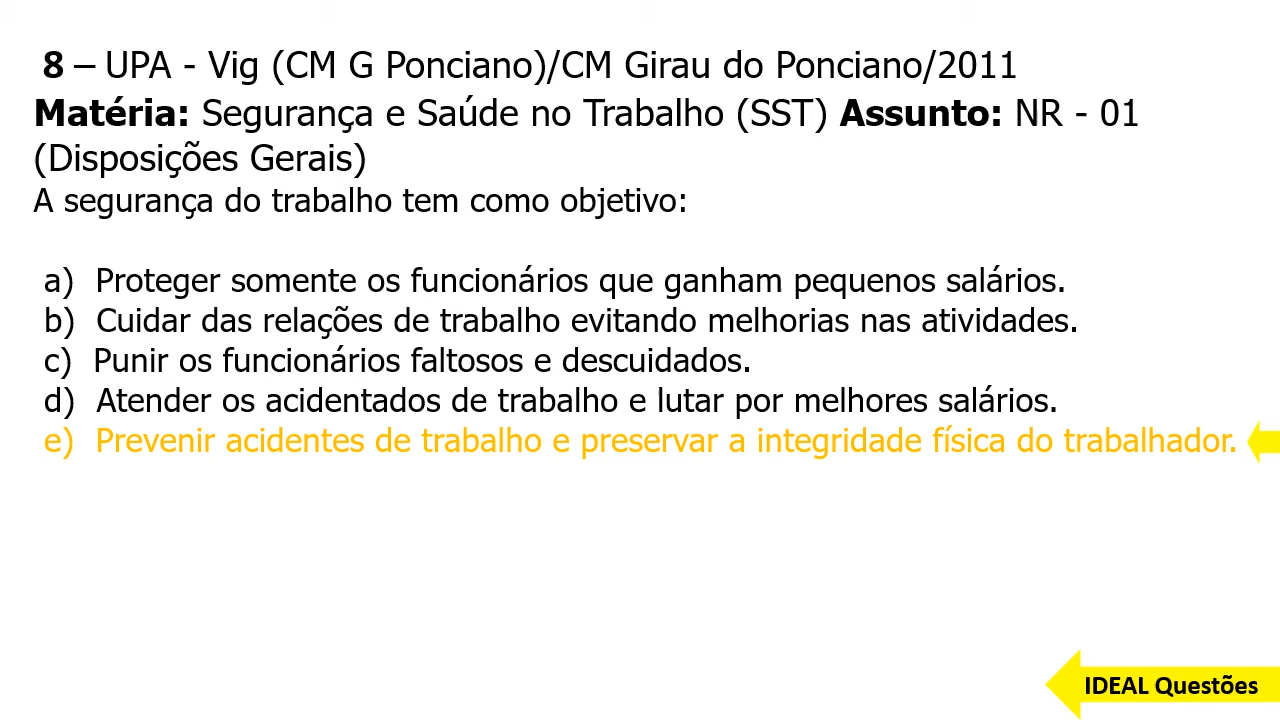 8 – UPA - Vig (CM G Ponciano)/CM Girau do Ponciano/2011
Matéria: Segurança e Saúde no Trabalho (SST) Assunto: NR - 01
(Disposições Gerais)
A segurança do trabalho tem como objetivo:
a) Proteger somente os funcionários que ganham pequenos salários.
b) Cuidar das relações de trabalho evitando melhorias nas atividades.
c) Punir os funcionários faltosos e descuidados.
d) Atender os acidentados de trabalho e lutar por melhores salários.
e) Prevenir acidentes de trabalho e preservar a integridade física do trabalhador.
IDEAL Questões